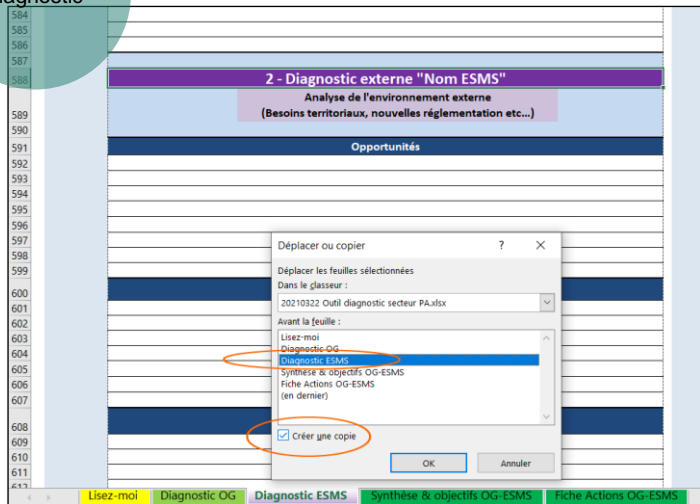 agnostic
584
585
586
587
588
2 - Diagnostic externe "Nom ESMS"
Analyse de l'environnement externe
589
(Besoins territoriaux, nouvelles réglementation etc...)
590
591
Opportunités
592
593
594
595
596
597
598
599
600
601
602
603
604
605
606
607
608
609
610
611
612
Déplacer ou copier
?
Déplacer les feuilles sélectionnées
Dans le classeur :
20210322 Outil diagnostic secteur PA.xlsx
Avant la feuille :
Lisez-moi
Diagnostic OG
Diagnostic ESMS
Synthèse & objectifs OG-ESMS
Fiche Actions OG-ESMS
(en dernier)
Créer une copie
OK
Annuler
Lisez-moi
Diagnostic OG
Diagnostic ESMS
Synthèse & objectifs OG-ESMS
Fiche Actions OG-ESMS